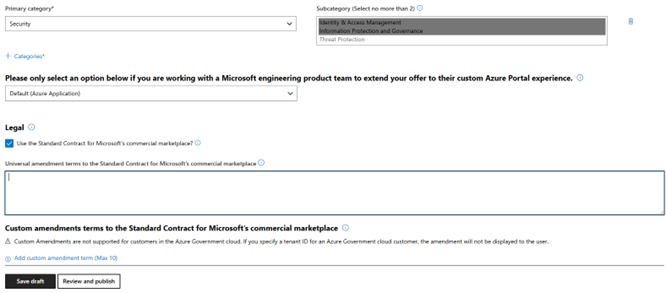 Primary category*
Subcategory (Select no more than 2)
Security
Identity & Access Management
Information Protection and Governance
Threat Protection
+ Categories*
Please only select an option below if you are working with a Microsoft engineering product team to extend your offer to their custom Azure Portal experience.
Default (Azure Application)
Legal
Use the Standard Contract for Microsoft's commercial marketplace?
Universal amendment terms to the Standard Contract for Microsoft's commercial marketplace
Custom amendments terms to the Standard Contract for Microsoft's commercial marketplace
Custom Amendments are not supported for customers in the Azure Government cloud. If you specify a tenant ID for an Azure Government cloud customer, the amendment will not be displayed to the user.
Add custom amendment term (Max 10)
Save draft
Review and publish